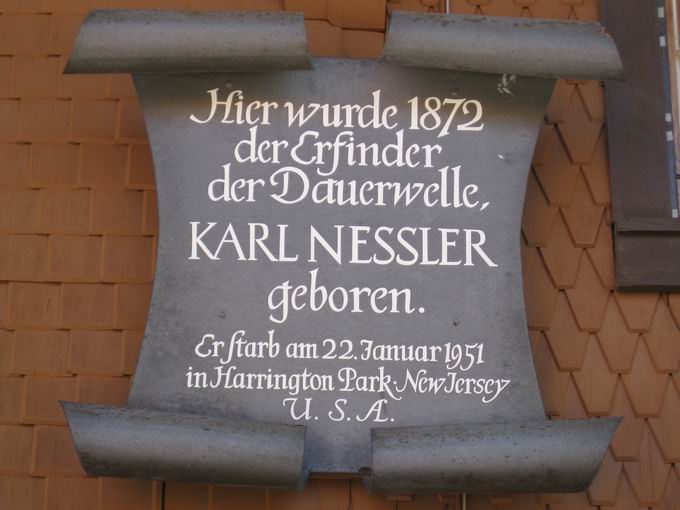 Hier wurde 1872
der Erfinder
der Dauerwelle,
KARL NESSLER
geboren.
Er starb am 22. Januar 1951
in Harrington Park, New Jersey
U. S. A.